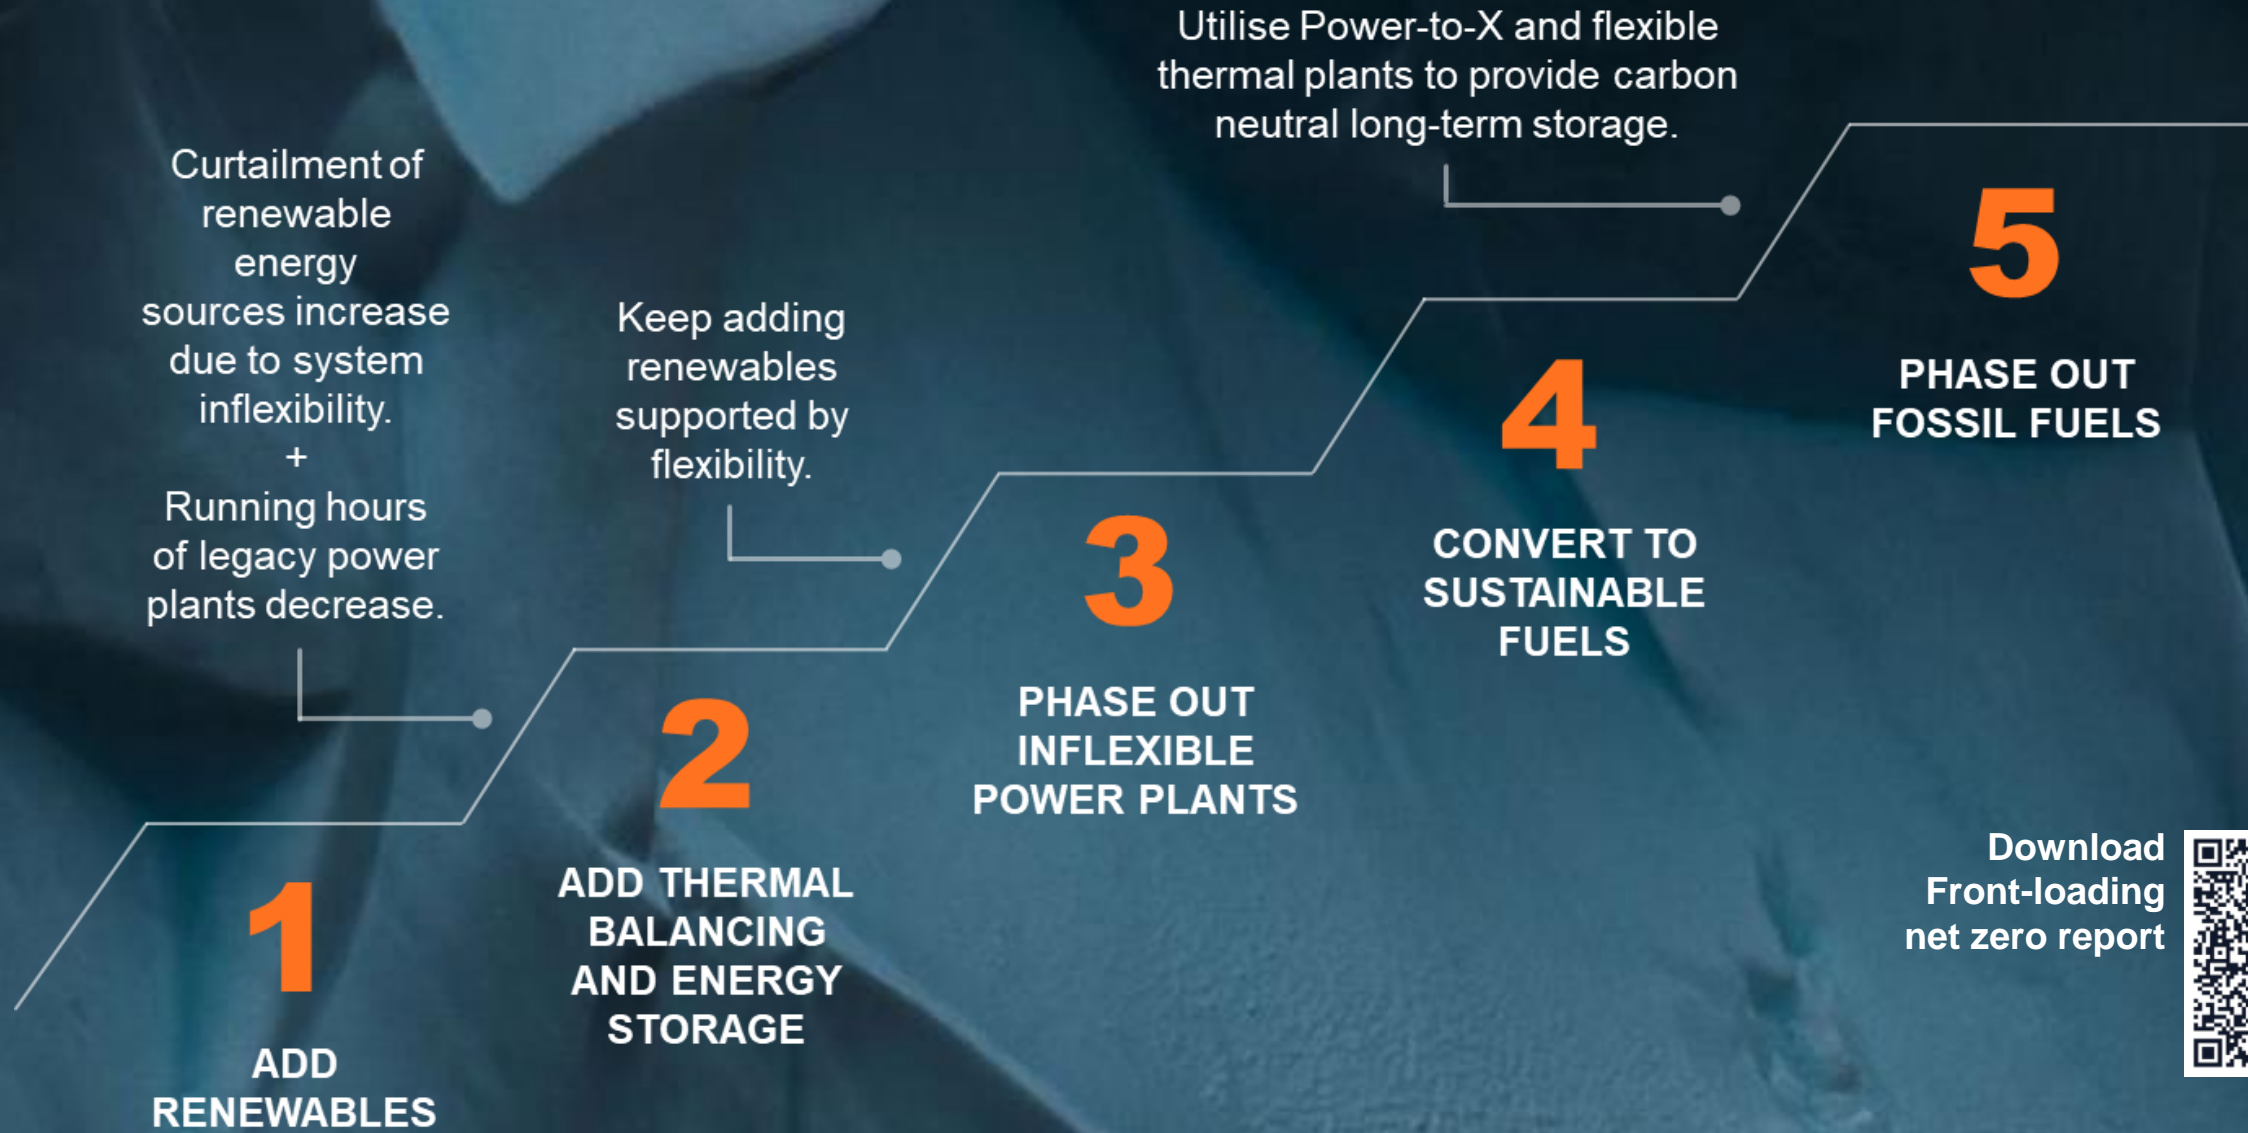 Curtailment of
renewable
energy
sources increase
due to system
inflexibility.
+
Running hours
of legacy power
plants decrease.
1
ADD
RENEWABLES
2
ADD THERMAL
BALANCING
AND ENERGY
STORAGE
Keep adding
renewables
supported by
flexibility.
3
PHASE OUT
INFLEXIBLE
POWER PLANTS
4
CONVERT TO
SUSTAINABLE
FUELS
Utilise Power-to-X and flexible
thermal plants to provide carbon
neutral long-term storage.
5
PHASE OUT
FOSSIL FUELS
Download
Front-loading
net zero report